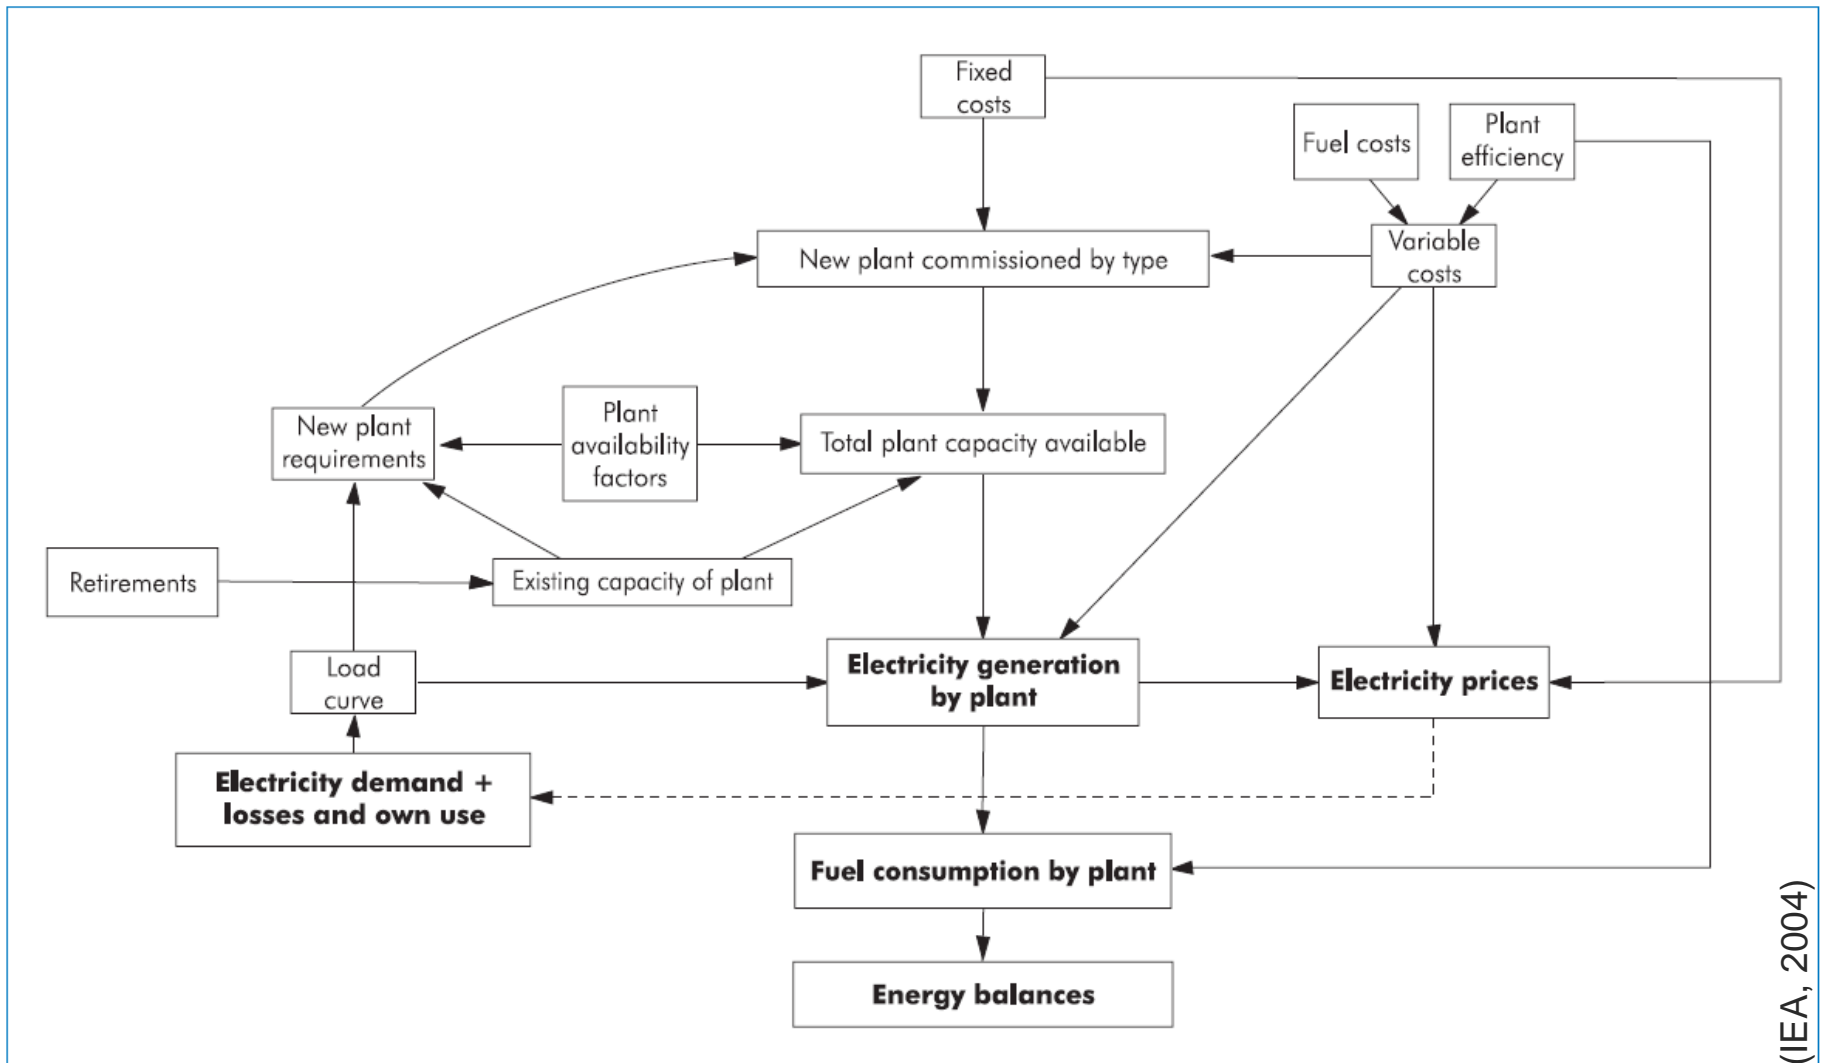 Fixed
costs
Fuel costs
Plant
efficiency
Variable
costs
New plant commissioned by type
New plant
requirements
Plant
availability
factors
Total plant capacity available
Retirements
Existing capacity of plant
Load
curve
Electricity generation
by plant
Electricity prices
Electricity demand +
losses and own use
Fuel consumption by plant
Energy balances
(IEA, 2004)